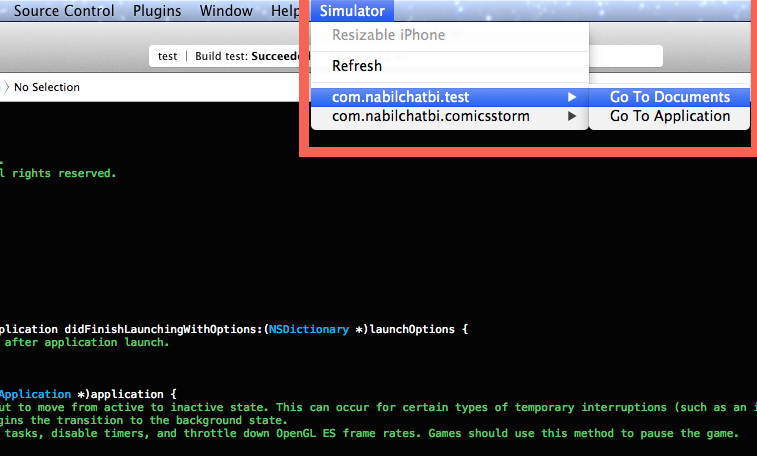 Source Control Plugins Window Help Simulator
Resizable iPhone
test | Build test: Succeeded
Refresh
No Selection
com.nabilchatbi.test Go To Documents
com.nabilchatbi.comicsstorm Go To Application
rights reserved.
didFinishLaunchingWithOptions:(NSDictionary *)launchOptions {
after application launch.
Application *)application {
to move from active to inactive state. This can occur for certain types of temporary interruptions (such as an
the transition to the background state.
tasks, disable timers, and throttle down OpenGL ES frame rates. Games should use this method to pause the game.